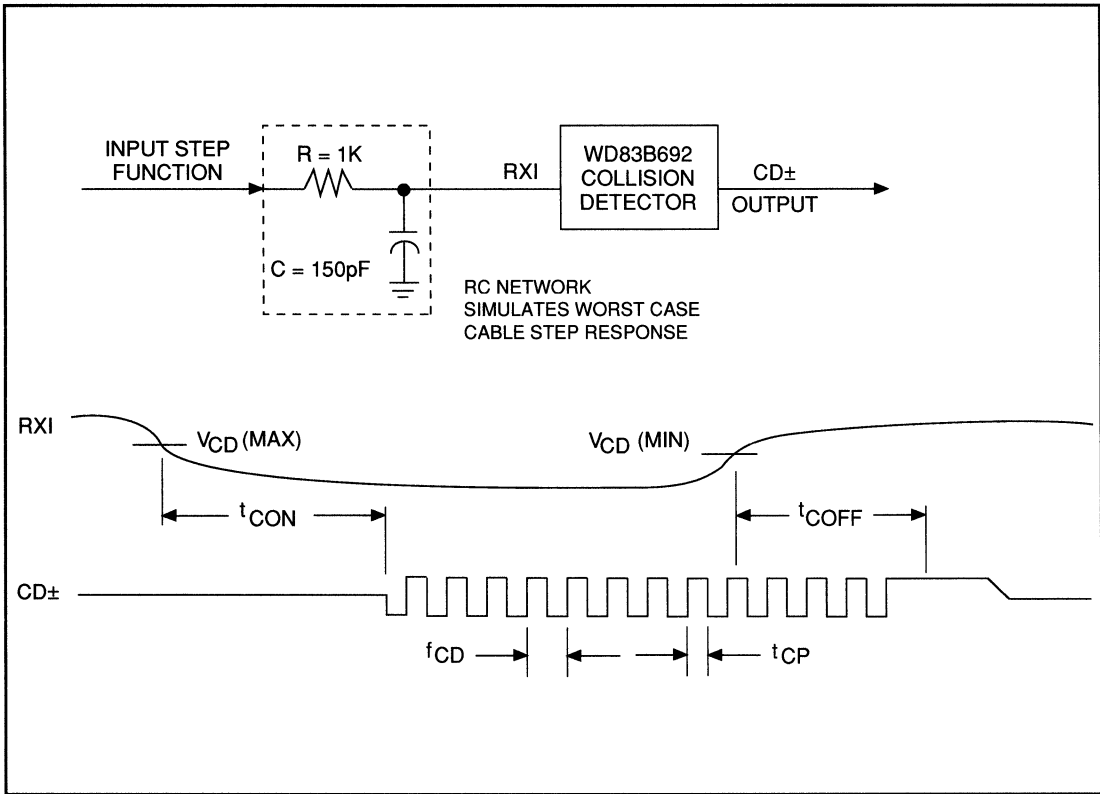 INPUT STEP
FUNCTION
R = 1K
C = 150pF
RXI
WD83B692
COLLISION
DETECTOR
CD±
OUTPUT
RC NETWORK
SIMULATES WORST CASE
CABLE STEP RESPONSE
RXI
VCD (MAX)
VCD (MIN)
tCON
tCOFF
CD±
fCD
tCP